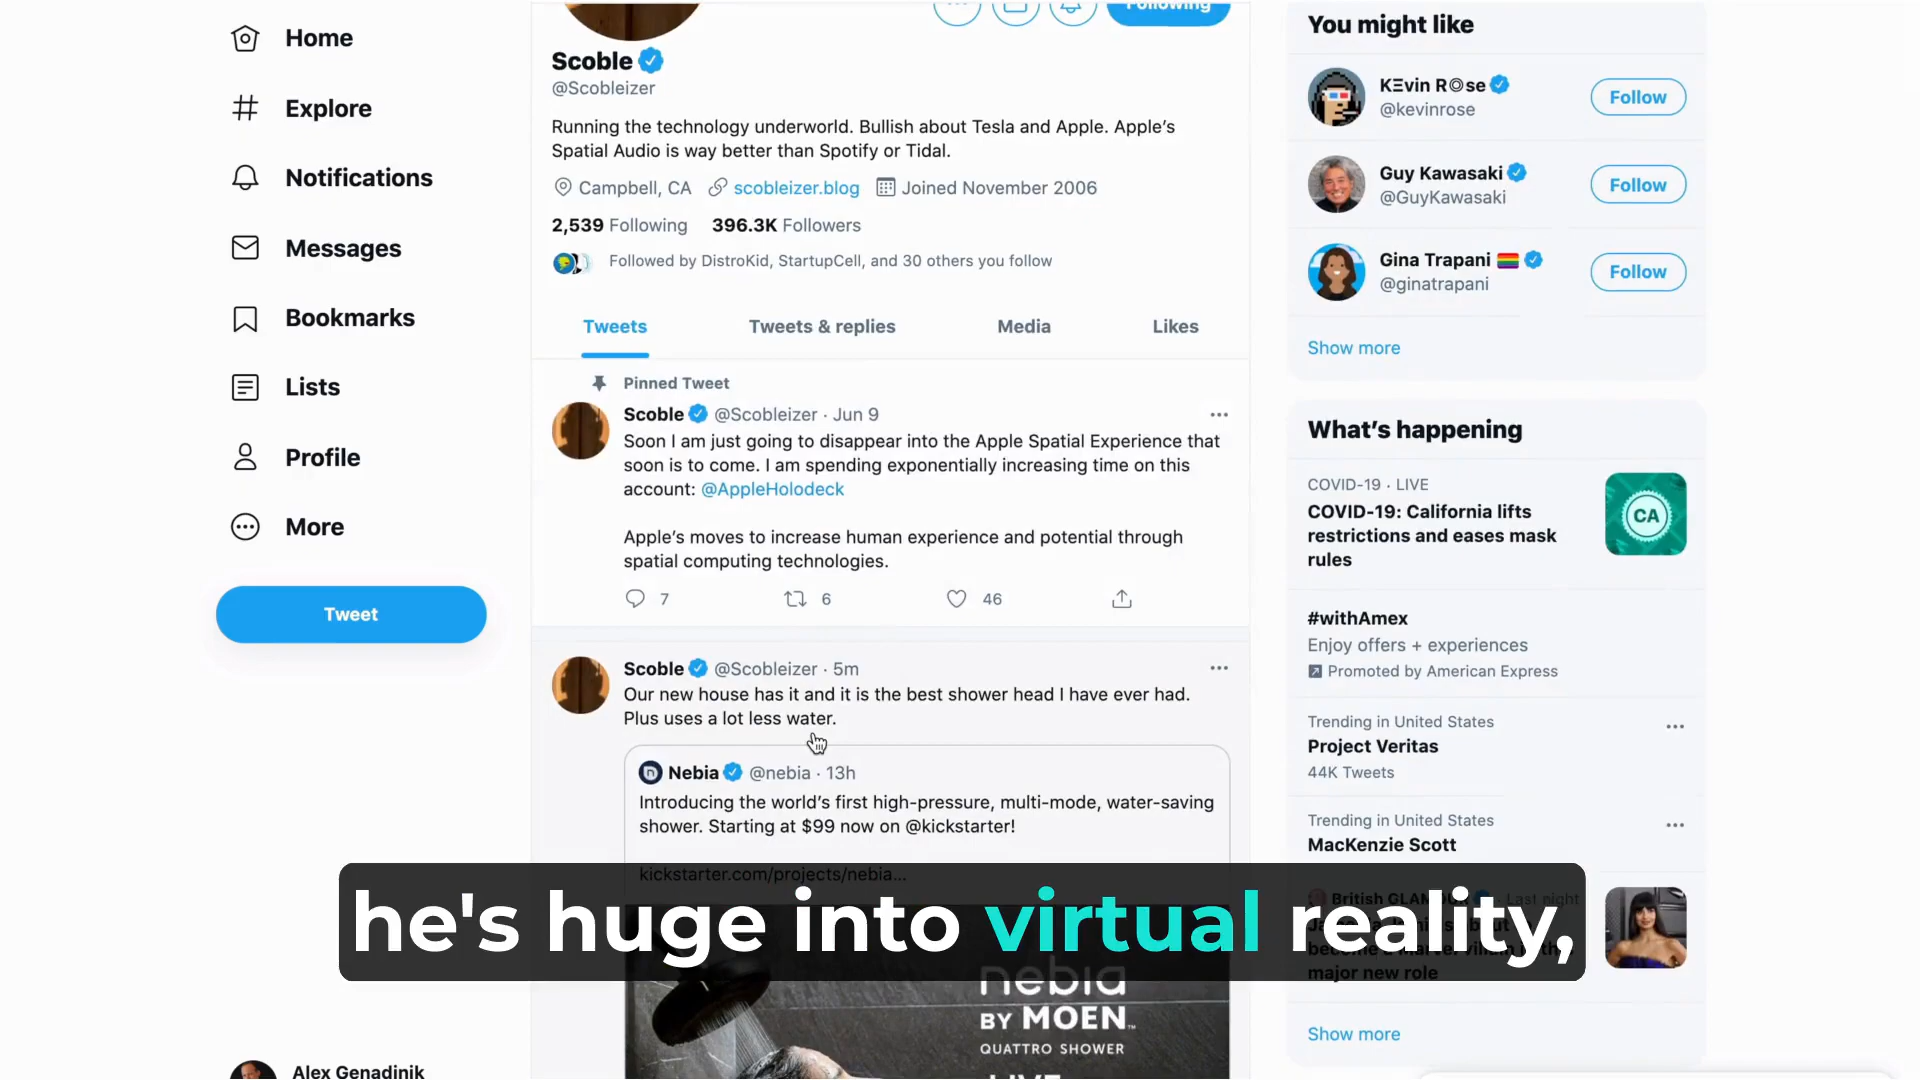 Home
Explore
Notifications
Messages
Bookmarks
Lists
Profile
More
Tweet
Alex Genadinik
Following
Scoble
@Scobleizer
Running the technology underworld. Bullish about Tesla and Apple. Apple's
Spatial Audio is way better than Spotify or Tidal.
Campbell, CA scobleizer.blog Joined November 2006
2,539 Following 396.3K Followers
Followed by DistroKid, StartupCell, and 30 others you follow
Tweets Tweets & replies Media Likes
Pinned Tweet
Scoble @Scobleizer · Jun 9
Soon I am just going to disappear into the Apple Spatial Experience that
soon is to come. I am spending exponentially increasing time on this
account: @AppleHolodeck
Apple's moves to increase human experience and potential through
spatial computing technologies.
7 6 46
Scoble @Scobleizer · 5m
Our new house has it and it is the best shower head I have ever had.
Plus uses a lot less water.
Nebia @nebia · 13h
Introducing the world's first high-pressure, multi-mode, water-saving
shower. Starting at $99 now on @kickstarter!
kickstarter.com/projects/nebia...
he's huge into virtual reality,
nebia
BY MOEN™
QUATTRO SHOWER
You might like
KΞvin R◎se
@kevinrose
Follow
Guy Kawasaki
@GuyKawasaki
Follow
Gina Trapani
@ginatrapani
Follow
Show more
What's happening
COVID-19 · LIVE
COVID-19: California lifts
restrictions and eases mask
rules
CA
#withAmex
Enjoy offers + experiences
Promoted by American Express
Trending in United States
Project Veritas
44K Tweets
Trending in United States
MacKenzie Scott
British GLAMOUR · Last night
major new role
Show more